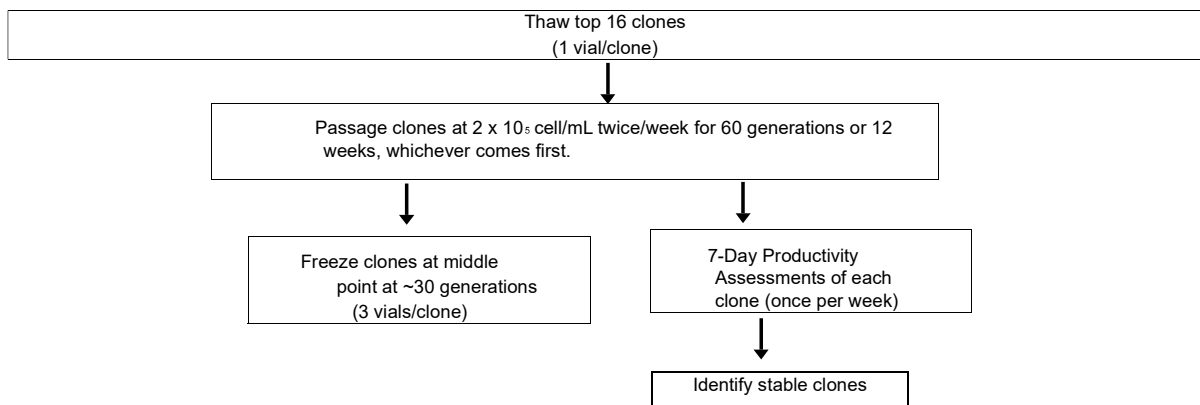 Thaw top 16 clones
(1 vial/clone)
Passage clones at 2 x 10₅ cell/mL twice/week for 60 generations or 12
weeks, whichever comes first.
Freeze clones at middle
point at ~30 generations
(3 vials/clone)
7-Day Productivity
Assessments of each
clone (once per week)
Identify stable clones